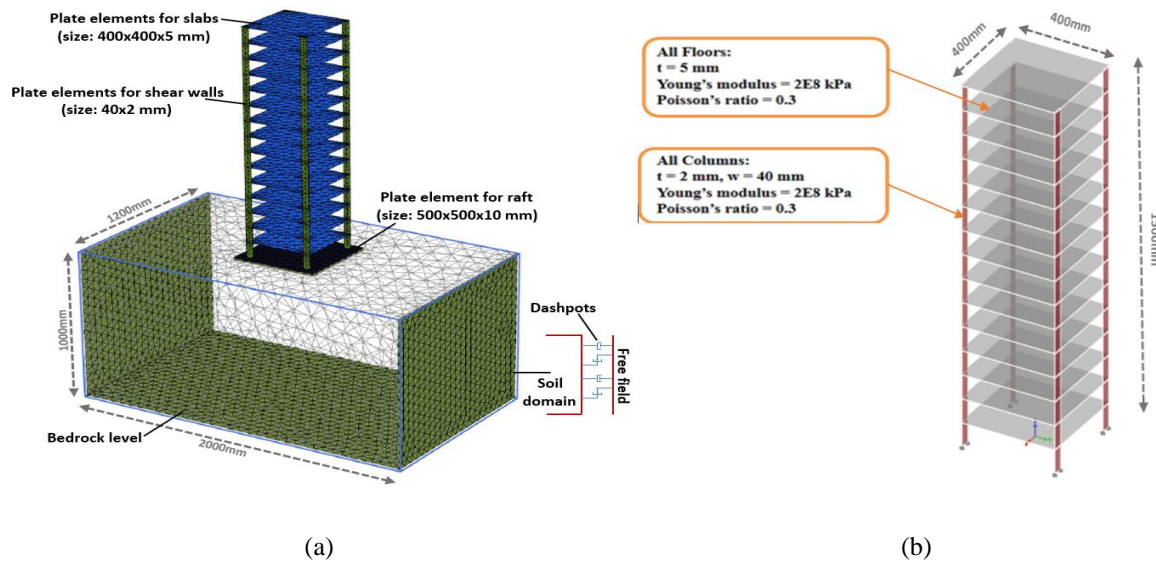 Plate elements for slabs
(size: 400x400x5 mm)
Plate elements for shear walls
(size: 40x2 mm)
Plate element for raft
(size: 500x500x10 mm)
1200mm
1000mm
2000mm
Bedrock level
Dashpots
Soil
domain
Free field
(a)
All Floors:
t = 5 mm
Young's modulus = 2E8 kPa
Poisson's ratio = 0.3
All Columns:
t = 2 mm, w = 40 mm
Young's modulus = 2E8 kPa
Poisson's ratio = 0.3
400mm
400mm
1500mm
(b)